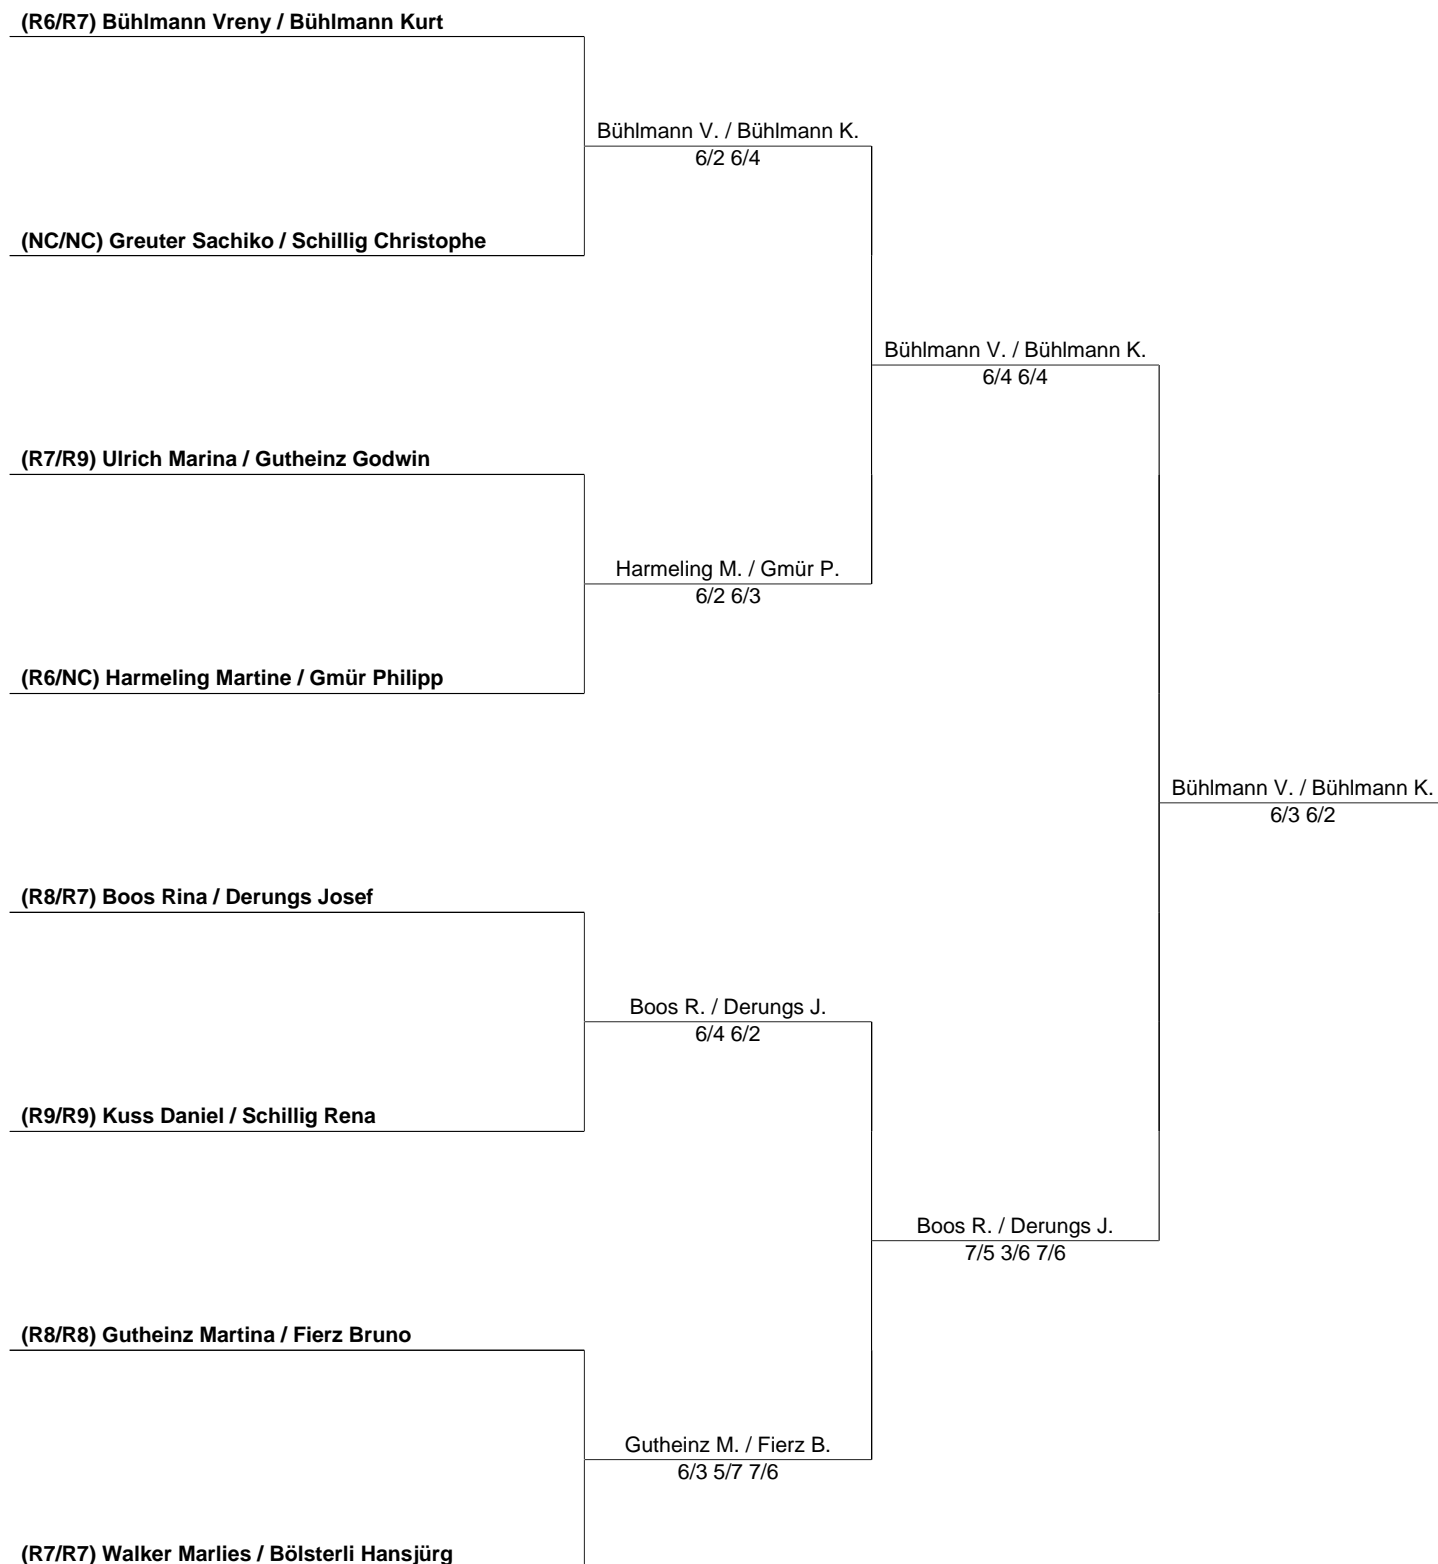 (R6/R7) Bühlmann Vreny / Bühlmann Kurt
Bühlmann V. / Bühlmann K.
6/2 6/4
(NC/NC) Greuter Sachiko / Schillig Christophe
Bühlmann V. / Bühlmann K.
6/4 6/4
(R7/R9) Ulrich Marina / Gutheinz Godwin
Harmeling M. / Gmür P.
6/2 6/3
(R6/NC) Harmeling Martine / Gmür Philipp
Bühlmann V. / Bühlmann K.
6/3 6/2
(R8/R7) Boos Rina / Derungs Josef
Boos R. / Derungs J.
6/4 6/2
(R9/R9) Kuss Daniel / Schillig Rena
Boos R. / Derungs J.
7/5 3/6 7/6
(R8/R8) Gutheinz Martina / Fierz Bruno
Gutheinz M. / Fierz B.
6/3 5/7 7/6
(R7/R7) Walker Marlies / Bölsterli Hansjürg